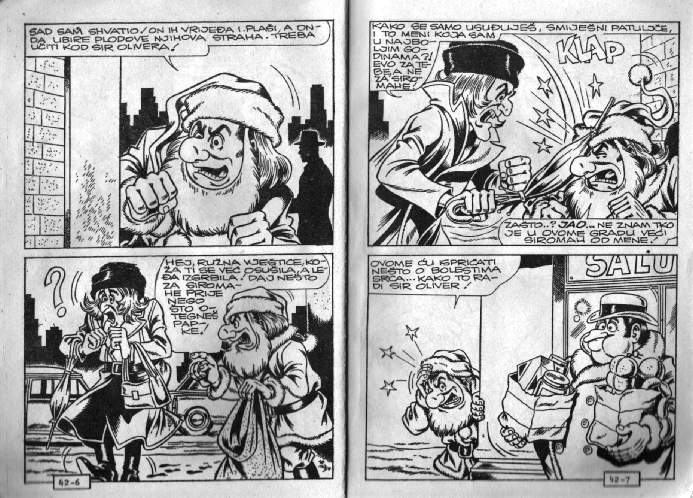 SAD SAM SHVATIO! ON IH VRIJEĐA I PLAŠI, A ON-
DA UBIRE PLODOVE NJIHOVA STRAHA. TREBA
UČITI KOD SIR OLIVERA!
HEJ, RUŽNA VJEŠTICE, KO-
ŽA TI SE VEĆ OSUŠILA, A LE-
ĐA IZGRBILA! DAJ NEŠTO
ZA SIROMA-
HE PRIJE
NEGO
ŠTO O-
TEGNEŠ
PAP-
KE.
?
42-6
KAKO SE SAMO USUĐUJEŠ, SMIJEŠNI PATULJČE,
I TO MENI KOJA SAM
U NAJBO-
LJIM GO-
DINAMA?!
EVO ZA TE-
BE, A NE
ZA SIRO-
MAHE!
KLAP
ZAŠTO..? JAO.. NE ZNAM TKO
JE U OVOME GRADU VEĆI
SIROMAH OD MENE!
OVOME ĆU ISPRIČATI
NEŠTO O BOLESTIMA
GRČA... KAKO TO RA-
DI SIR OLIVER!
SALU
42-7